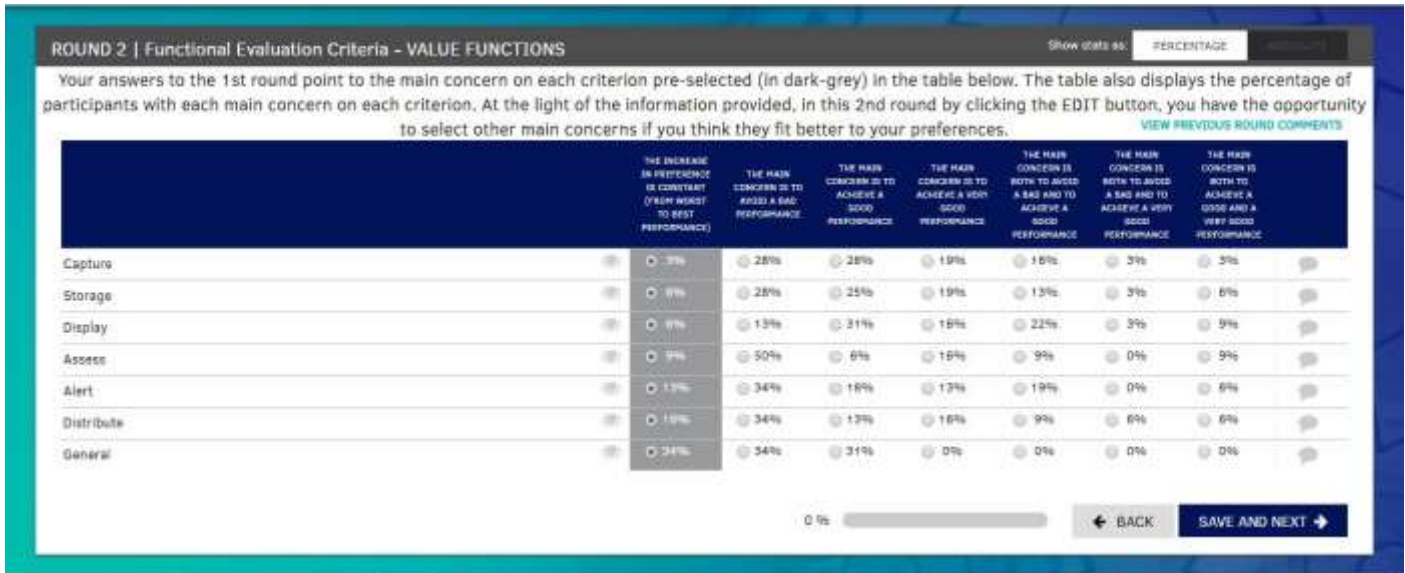 ROUND 2 | Functional Evaluation Criteria - VALUE FUNCTIONS Show stats as: PERCENTAGE
Your answers to the 1st round point to the main concern on each criterion pre-selected (in dark-grey) in the table below. The table also displays the percentage of
participants with each main concern on each criterion. At the light of the information provided, in this 2nd round by clicking the EDIT button, you have the opportunity
to select other main concerns if you think they fit better to your preferences. VIEW PREVIOUS ROUND COMMENTS
THE INCREASE
IN PREFERENCE
IS CONSTANT
(FROM WORST
TO BEST
PERFORMANCE)
THE MAIN
CONCERN IS TO
AVOID A BAD
PERFORMANCE
THE MAIN
CONCERN IS TO
ACHIEVE A
GOOD
PERFORMANCE
THE MAIN
CONCERN IS TO
ACHIEVE A VERY
GOOD
PERFORMANCE
THE MAIN
CONCERN IS
BOTH TO AVOID
A BAD AND TO
ACHIEVE A
GOOD
PERFORMANCE
THE MAIN
CONCERN IS
BOTH TO AVOID
A BAD AND TO
ACHIEVE A VERY
GOOD
PERFORMANCE
THE MAIN
CONCERN IS
BOTH TO
ACHIEVE A
GOOD AND A
VERY GOOD
PERFORMANCE
Capture 3% 28% 28% 19% 16% 3% 3%
Storage 6% 28% 25% 19% 13% 3% 6%
Display 6% 13% 31% 16% 22% 3% 9%
Assess 9% 50% 6% 16% 9% 0% 9%
Alert 13% 34% 16% 13% 19% 0% 6%
Distribute 34% 13% 16% 9% 6% 6%
General 34% 34% 31% 0% 0% 0% 0%
0 % BACK SAVE AND NEXT